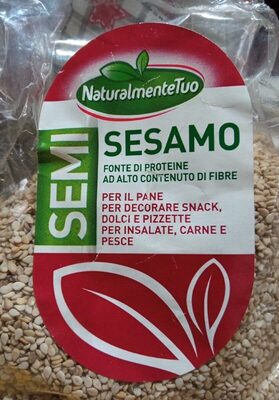 NaturalmenteTuo
SEMI
SESAMO
FONTE DI PROTEINE
AD ALTO CONTENUTO DI FIBRE
PER IL PANE
PER DECORARE SNACK,
DOLCI E PIZZETTE
PER INSALATE, CARNE E
PESCE